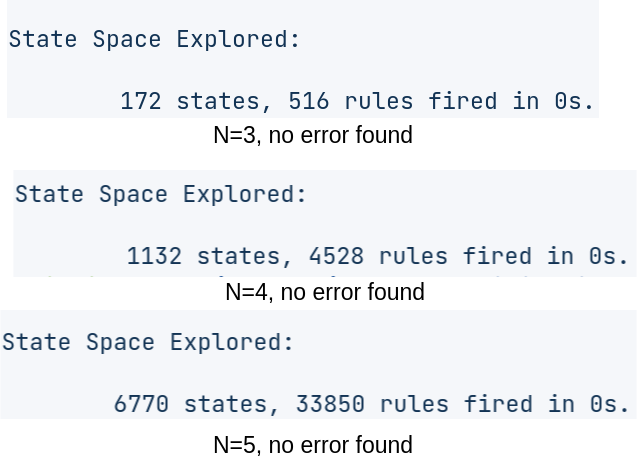 State Space Explored:
172 states, 516 rules fired in 0s.
N=3, no error found
State Space Explored:
1132 states, 4528 rules fired in 0s.
N=4, no error found
State Space Explored:
6770 states, 33850 rules fired in 0s.
N=5, no error found